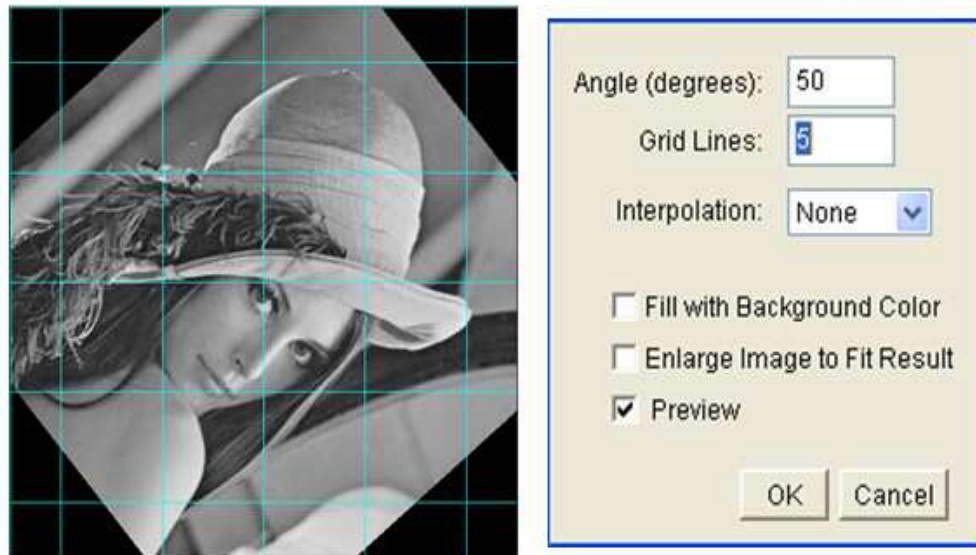 Angle (degrees): 50
Grid Lines: 5
Interpolation: None
Fill with Background Color
Enlarge Image to Fit Result
Preview
OK Cancel